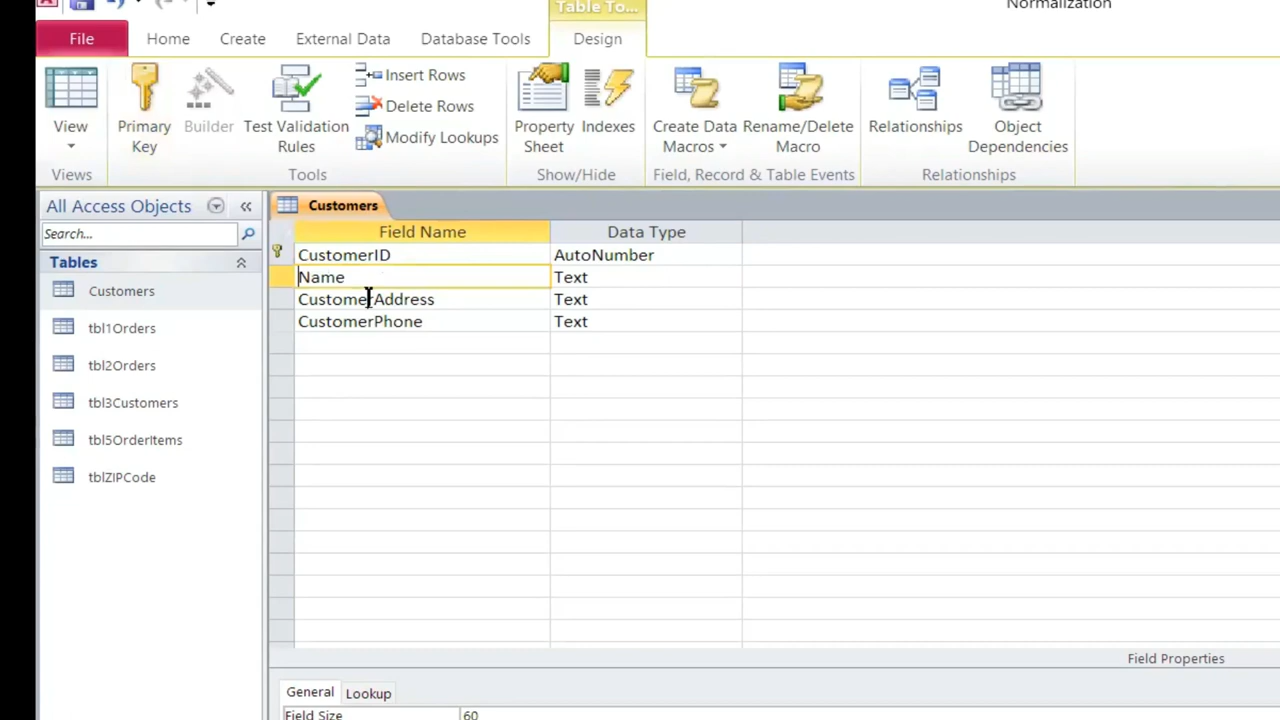 Table To...
Normalization
File Home Create External Data Database Tools Design
View
Primary Key
Builder
Test Validation Rules
Insert Rows
Delete Rows
Modify Lookups
Property Sheet
Indexes
Create Data Macros
Rename/Delete Macro
Relationships
Object Dependencies
Views Tools Show/Hide Field, Record & Table Events Relationships
All Access Objects
Search...
Tables
Customers
tbl1Orders
tbl2Orders
tbl3Customers
tbl5OrderItems
tblZIPCode
Customers
Field Name Data Type
CustomerID AutoNumber
Name Text
CustomerAddress Text
CustomerPhone Text
Field Properties
General Lookup
Field Size 60